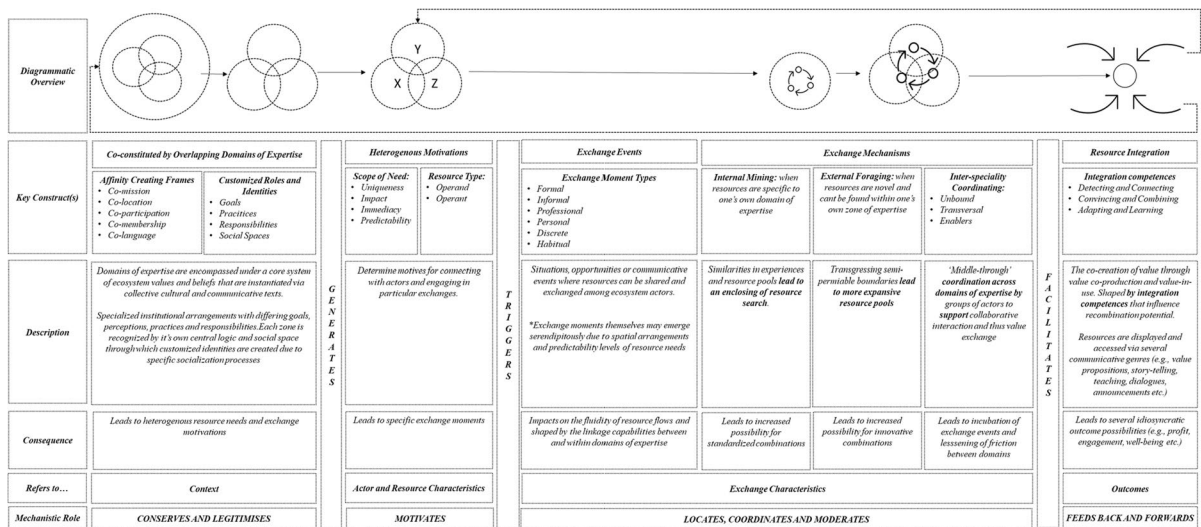 Diagrammatic
Overview
Y
X
Z
Key Construct(s)
Co-constituted by Overlapping Domains of Expertise
Affinity Creating Frames
• Co-mission
• Co-location
• Co-participation
• Co-membership
• Co-language
Customized Roles and
Identities
• Goals
• Pracitices
• Responsibilities
• Social Spaces
GENERATES
Heterogenous Motivations
Scope of Need:
• Uniqueness
• Impact
• Immediacy
• Predictability
Resource Type:
• Operand
• Operant
TRIGGERS
Exchange Events
Exchange Moment Types
• Formal
• Informal
• Professional
• Personal
• Discrete
• Habitual
Exchange Mechanisms
Internal Mining: when
resources are specific to
one's own domain of
expertise
External Foraging: when
resources are novel and
cant be found within one's
own zone of expertise
Inter-speciality
Coordinating:
• Unbound
• Transversal
• Enablers
FACILITATES
Resource Integration
Integration competences
• Detecting and Connecting
• Convincing and Combining
• Adapting and Learning
Description
Domains of expertise are encompassed under a core system
of ecosystem values and beliefs that are instantiated via
collective cultural and communicative texts.
Specialized institutional arrangements with differing goals,
perceptions, practices and responsibilities.Each zone is
recognized by it's own central logic and social space
through which customized identities are created due to
specific socialization processes
Determine motives for connecting
with actors and engaging in
particular exchanges.
Situations, opportunities or communicative
events where resources can be shared and
exchanged among ecosystem actors.
*Exchange moments themselves may emerge
serendipitously due to spatial arrangements
and predictability levels of resource needs
Similarities in experiences
and resource pools lead to
an enclosing of resource
search.
Transgressing semi-
permiable boundaries lead
to more expansive
resource pools
'Middle-through'
coordination across
domains of expertise by
groups of actors to
support collaborative
interaction and thus value
exchange
The co-creation of value through
value co-production and value-in-
use. Shaped by integration
competences that influence
recombination potential.
Resources are displayed and
accessed via several
communicative genres (e.g., value
propositions, story-telling,
teaching, dialogues,
announcements etc.)
Consequence
Leads to heterogenous resource needs and exchange
motivations
Leads to specific exchange moments
Impacts on the fluidity of resource flows and
shaped by the linkage capabilities between
and within domains of expertise
Leads to increased
possibility for
standardized combinations
Leads to increased
possibility for innovative
combinations
Leads to incubation of
exchange events and
lesssening of friction
between domains
Leads to several idiosyncratic
outcome possibilities (e.g., profit,
engagement, well-being etc.)
Refers to…
Context
Actor and Resource Characteristics
Exchange Characteristics
Outcomes
Mechanistic Role
CONSERVES AND LEGITIMISES
MOTIVATES
LOCATES, COORDINATES AND MODERATES
FEEDS BACK AND FORWARDS